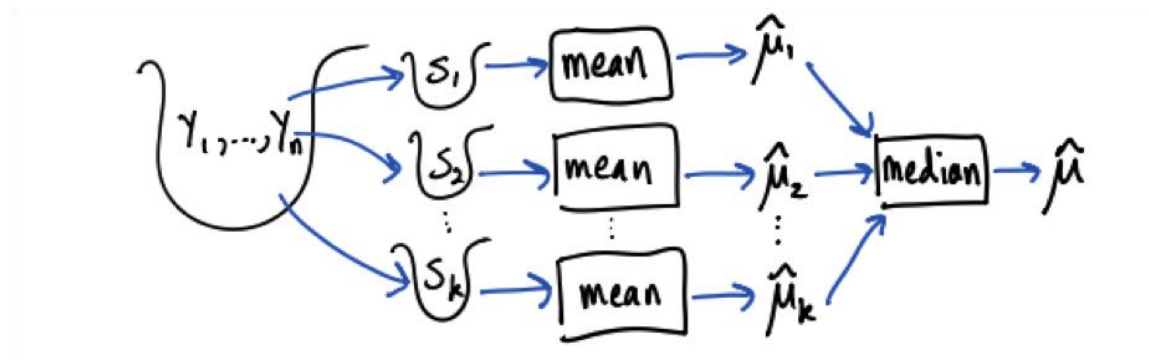 Y₁,...,Yₙ
S₁ mean μ̂₁
S₂ mean μ̂₂ median μ̂
⋮ ⋮ ⋮
Sₖ mean μ̂ₖ